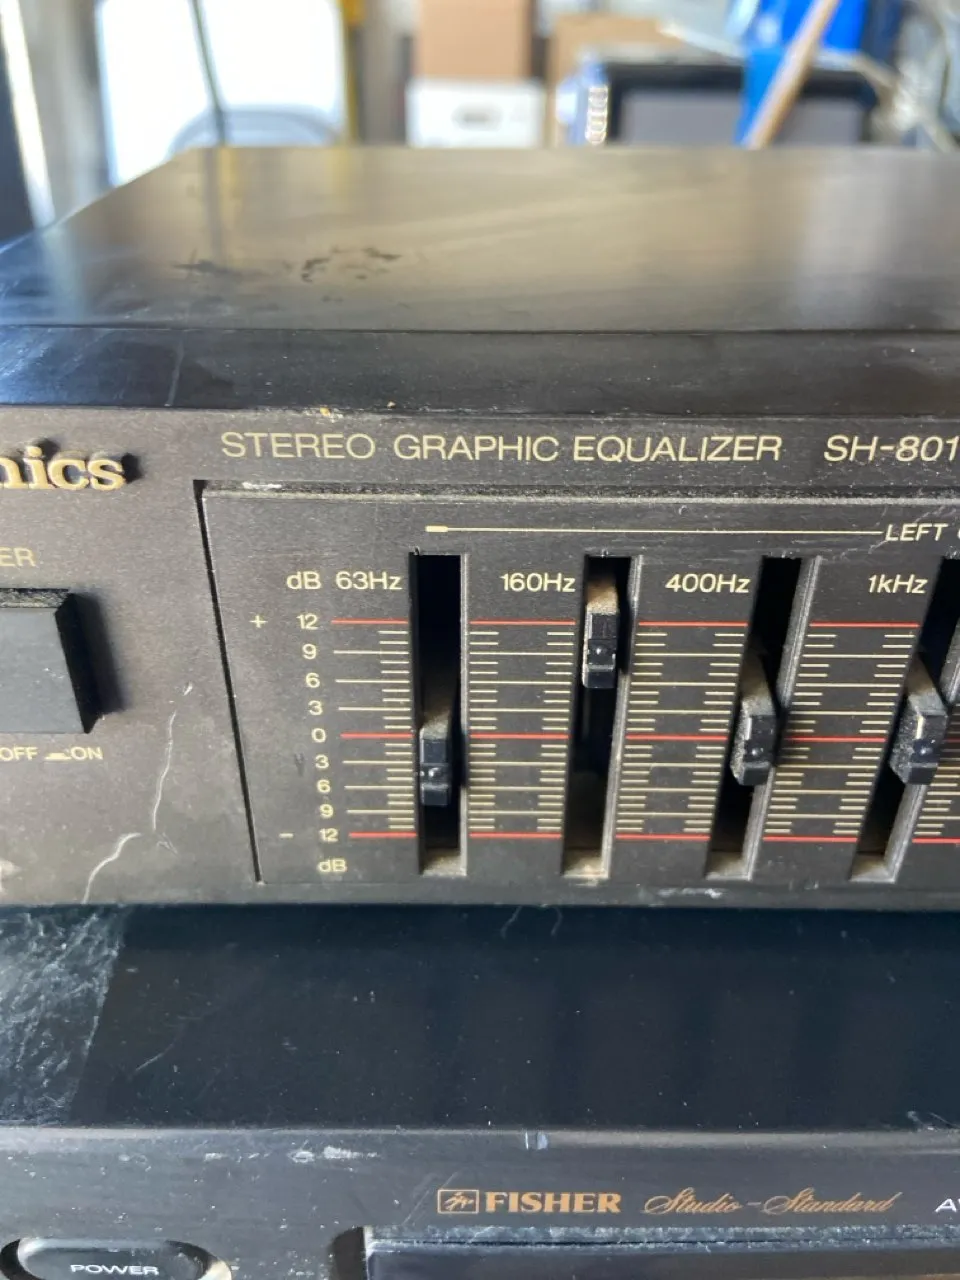 STEREO GRAPHIC EQUALIZER SH-801
nics
LEFT
ER
dB 63Hz 160Hz 400Hz 1kHz
+ 12
9
6
3
0
3
6
9
- 12
dB
OFF ON
FISHER Studio-Standard
POWER